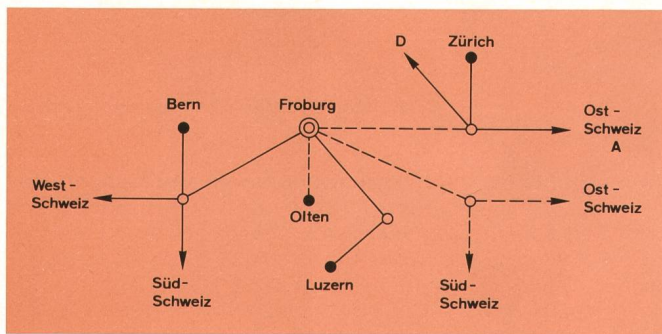 D
Zürich
Bern
Froburg
Ost-
Schweiz
A
West-
Schweiz
Olten
Ost-
Schweiz
Süd-
Schweiz
Luzern
Süd-
Schweiz